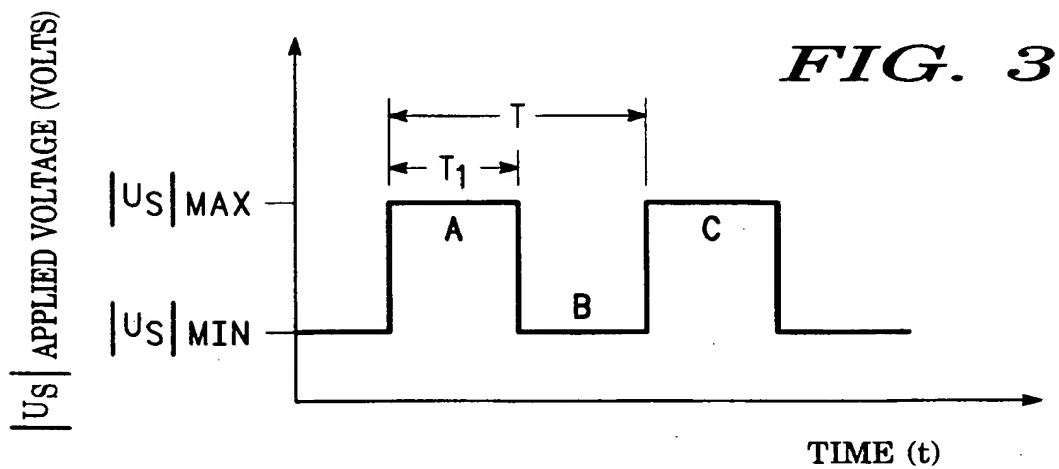 FIG. 3
|US| APPLIED VOLTAGE (VOLTS)
T
T1
|US| MAX
A
C
B
|US| MIN
TIME (t)